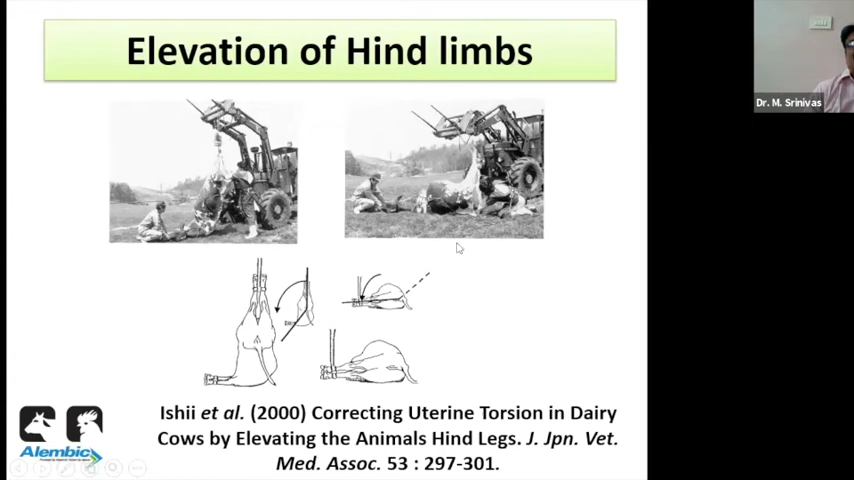 Elevation of Hind limbs
Dr. M. Srinivas
Ishii et al. (2000) Correcting Uterine Torsion in Dairy
Cows by Elevating the Animals Hind Legs. J. Jpn. Vet.
Med. Assoc. 53 : 297-301.
Alembic